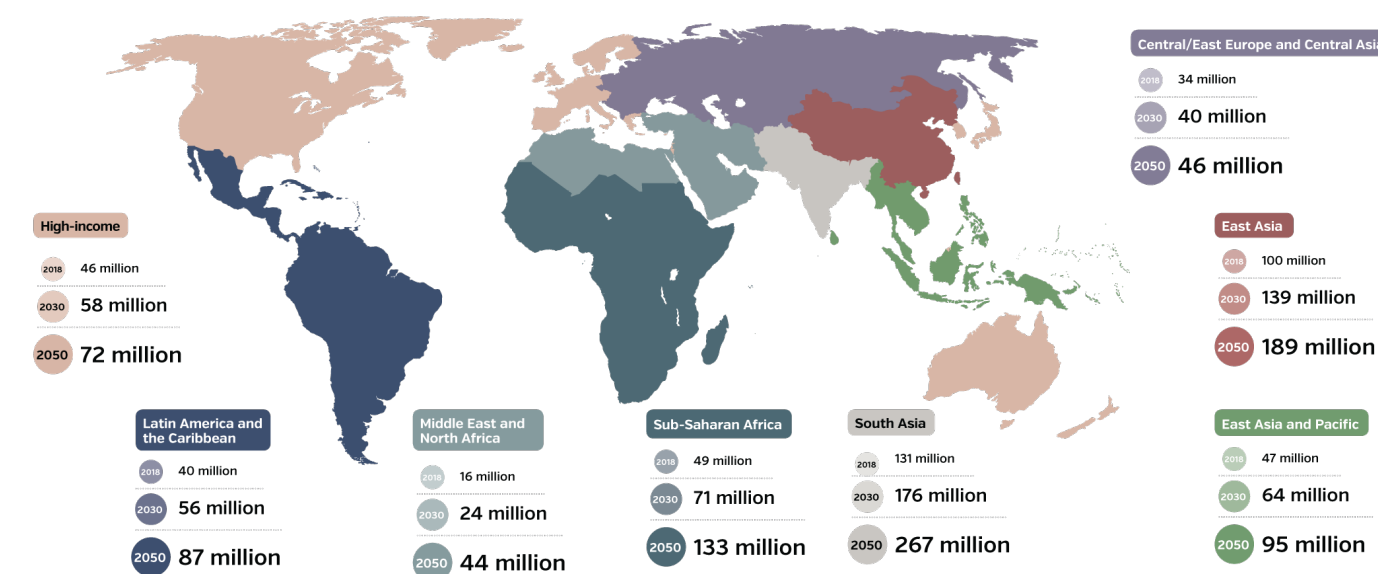 Central/East Europe and Central Asia
2018 34 million
2030 40 million
2050 46 million
High-income
2018 46 million
2030 58 million
2050 72 million
East Asia
2018 100 million
2030 139 million
2050 189 million
Latin America and
the Caribbean
2018 40 million
2030 56 million
2050 87 million
Middle East and
North Africa
2018 16 million
2030 24 million
2050 44 million
Sub-Saharan Africa
2018 49 million
2030 71 million
2050 133 million
South Asia
2018 131 million
2030 176 million
2050 267 million
East Asia and Pacific
2018 47 million
2030 64 million
2050 95 million